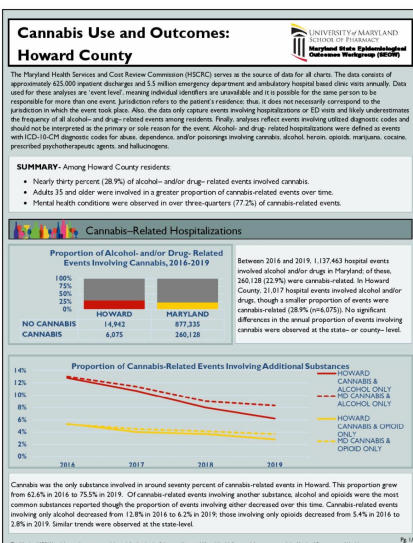 Cannabis Use and Outcomes:
Howard County
UNIVERSITY of MARYLAND
SCHOOL OF PHARMACY
Maryland State Epidemiological
Outcomes Workgroup (SEOW)
The Maryland Health Services and Cost Review Commission (HSCRC) serves as the source of data for all charts. The data consists of
approximately 625,000 inpatient discharges and 5.5 million emergency department and ambulatory hospital based clinic visits annually. Data
used for these analyses are 'event level', meaning individual identifiers are unavailable and it is possible for the same person to be
responsible for more than one event. Jurisdiction refers to the patient's residence; thus, it does not necessarily correspond to the
jurisdiction in which the event took place. Also, the data only capture events involving hospitalizations or ED visits and likely underestimates
the frequency of all alcohol- and drug- related events among residents. Finally, analyses reflect events involving utilized diagnostic codes and
should not be interpreted as the primary or sole reason for the event. Alcohol- and drug- related hospitalizations were defined as events
with ICD-10-CM diagnostic codes for abuse, dependence, and/or poisonings involving cannabis, alcohol, heroin, opioids, marijuana, cocaine,
prescribed psychotherapeutic agents, and hallucinogens.
SUMMARY- Among Howard County residents:
• Nearly thirty percent (28.9%) of alcohol– and/or drug– related events involved cannabis.
• Adults 35 and older were involved in a greater proportion of cannabis-related events over time.
• Mental health conditions were observed in over three-quarters (77.2%) of cannabis-related events.
Cannabis–Related Hospitalizations
Proportion of Alcohol- and/or Drug- Related
Events Involving Cannabis, 2016-2019
100%
75%
50%
25%
0%
HOWARD MARYLAND
NO CANNABIS 14,942 877,335
CANNABIS 6,075 260,128
Between 2016 and 2019, 1,137,463 hospital events
involved alcohol and/or drugs in Maryland; of these,
260,128 (22.9%) were cannabis-related. In Howard
County, 21,017 hospital events involved alcohol and/or
drugs, though a smaller proportion of events were
cannabis-related (28.9% (n=6,075)). No significant
differences in the annual proportion of events involving
cannabis were observed at the state– or county– level.
Proportion of Cannabis-Related Events Involving Additional Substances
14%
12%
10%
8%
6%
4%
2%
0%
2016 2017 2018 2019
HOWARD
CANNABIS &
ALCOHOL ONLY
MD CANNABIS &
ALCOHOL ONLY
HOWARD
CANNABIS & OPIOID
ONLY
MD CANNABIS &
OPIOID ONLY
Cannabis was the only substance involved in around seventy percent of cannabis-related events in Howard. This proportion grew
from 62.6% in 2016 to 75.5% in 2019. Of cannabis-related events involving another substance, alcohol and opioids were the most
common substances reported though the proportion of events involving either decreased over this time. Cannabis-related events
involving only alcohol decreased from 12.8% in 2016 to 6.2% in 2019; those involving only opioids decreased from 5.4% in 2016 to
2.8% in 2019. Similar trends were observed at the state-level.